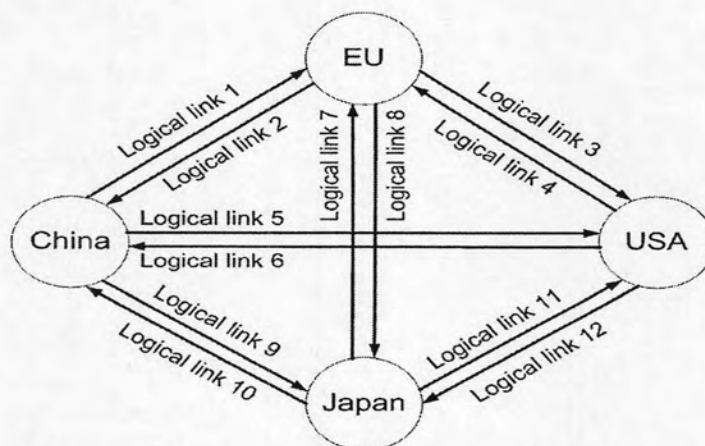 EU
Logical link 1
Logical link 2
Logical link 3
Logical link 4
Logical link 7
Logical link 8
China
Logical link 5
Logical link 6
USA
Logical link 9
Logical link 10
Logical link 11
Logical link 12
Japan